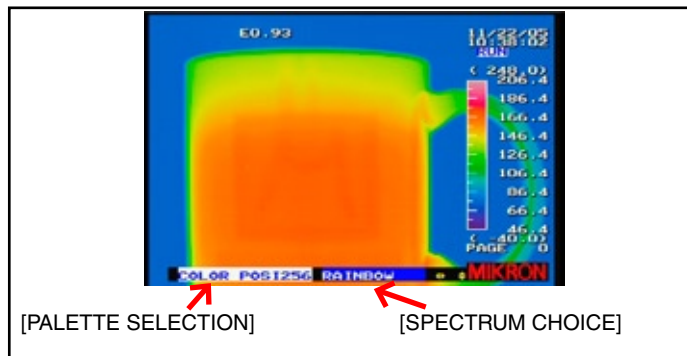 E0.93
11/22/05
10:38:02
RUN
( 248.0)
206.4
186.4
166.4
146.4
126.4
106.4
86.4
66.4
46.4
( -40.0)
PAGE 0
COLOR POSI256 RAINBOW
MIKRON
[PALETTE SELECTION] [SPECTRUM CHOICE]